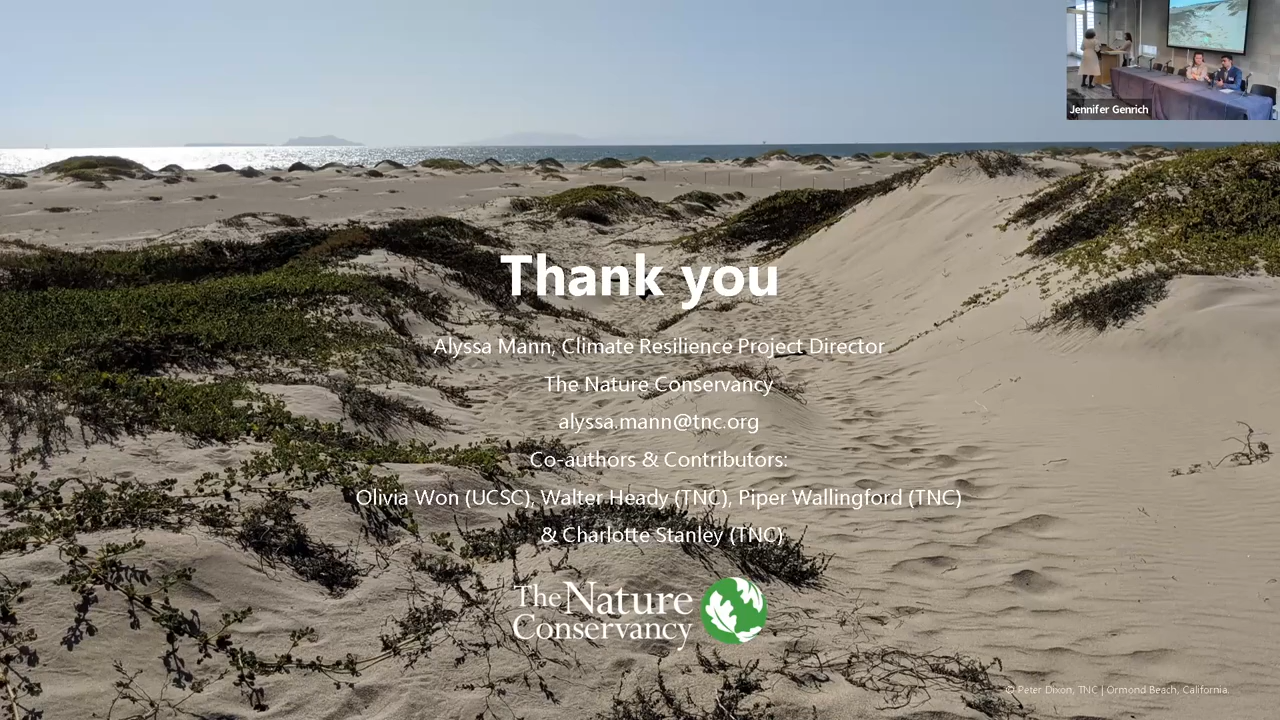 Jennifer Genrich
Thank you
Alyssa Mann, Climate Resilience Project Director
The Nature Conservancy
alyssa.mann@tnc.org
Co-authors & Contributors:
Olivia Won (UCSC), Walter Heady (TNC), Piper Wallingford (TNC)
& Charlotte Stanley (TNC)
The Nature
Conservancy
© Peter Dixon, TNC | Ormond Beach, California.